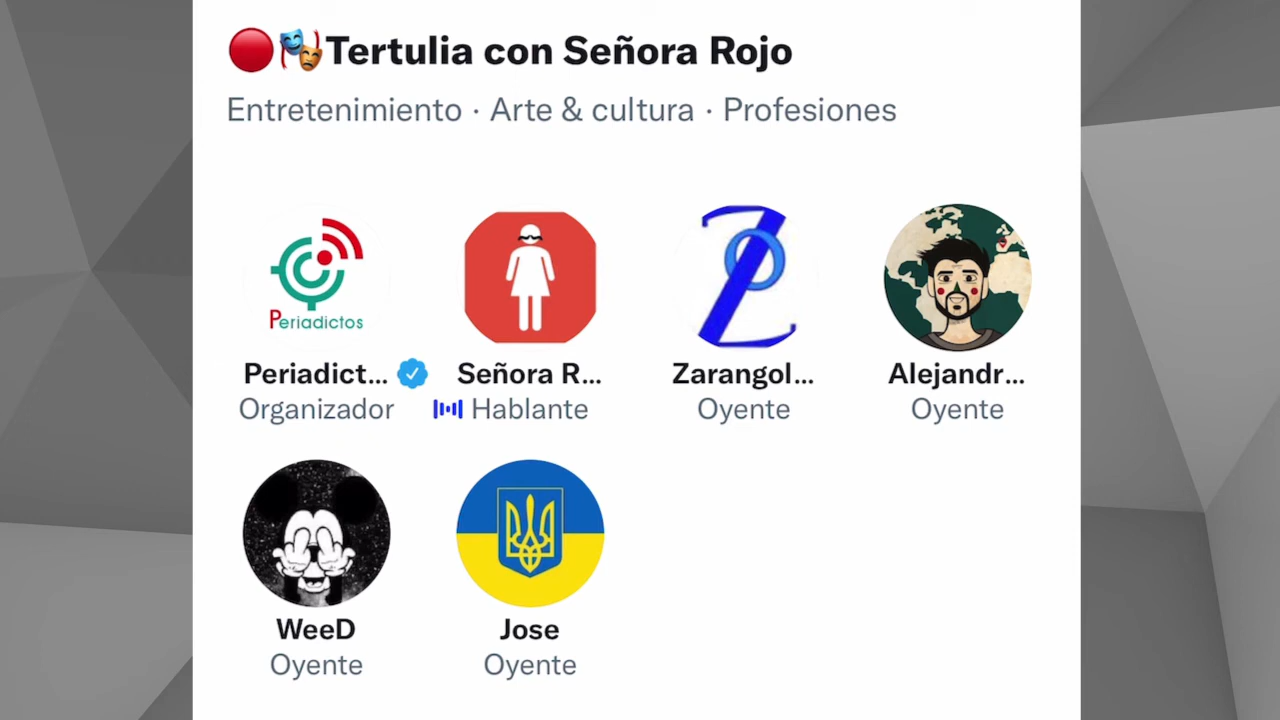 🔴🎭Tertulia con Señora Rojo
Entretenimiento · Arte & cultura · Profesiones
Periadictos
Periadict... Señora R... Zarangol... Alejandr...
Organizador Hablante Oyente Oyente
WeeD Jose
Oyente Oyente